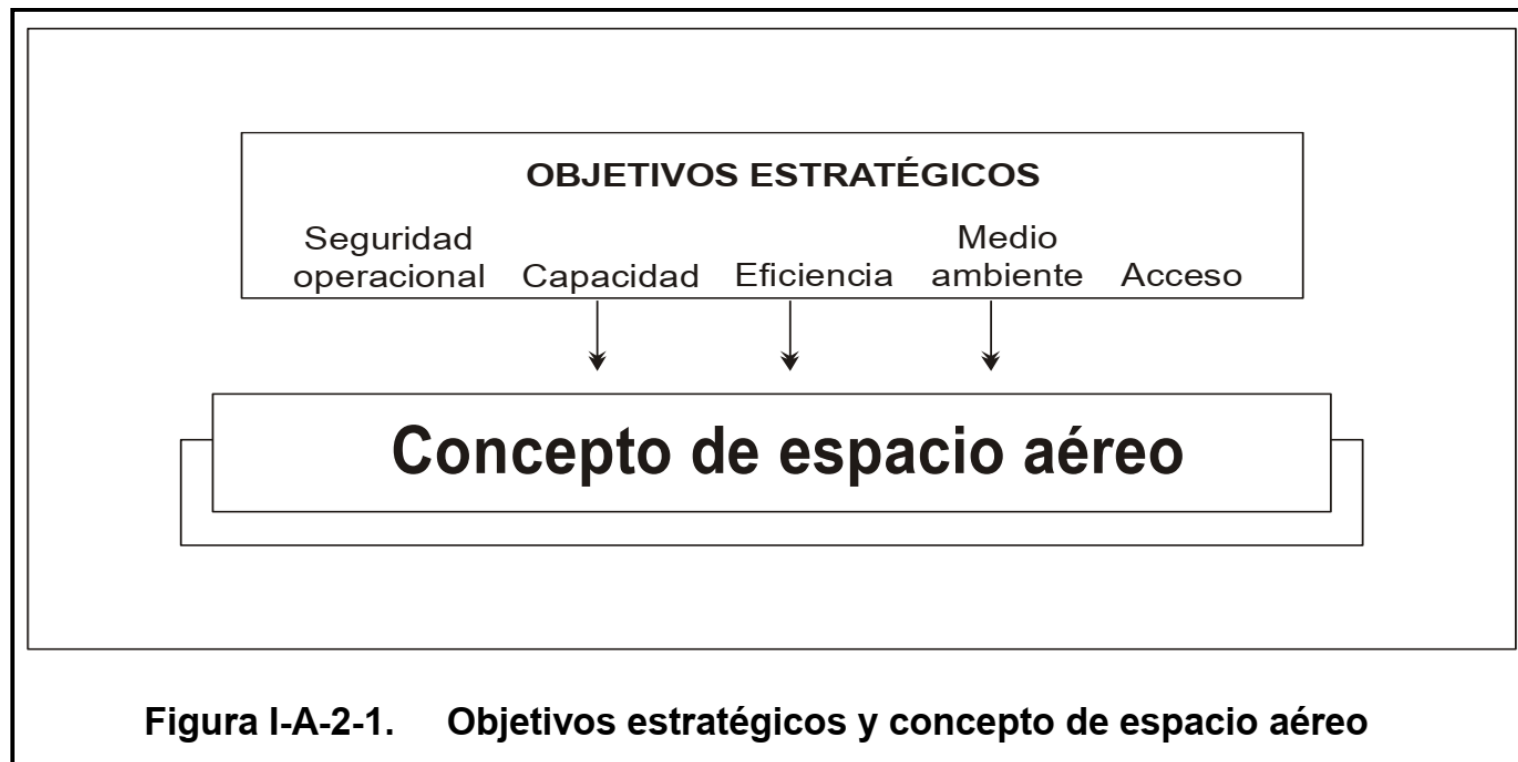 OBJETIVOS ESTRATÉGICOS
Seguridad operacional
Capacidad
Eficiencia
Medio ambiente
Acceso
Concepto de espacio aéreo
Figura I-A-2-1. Objetivos estratégicos y concepto de espacio aéreo